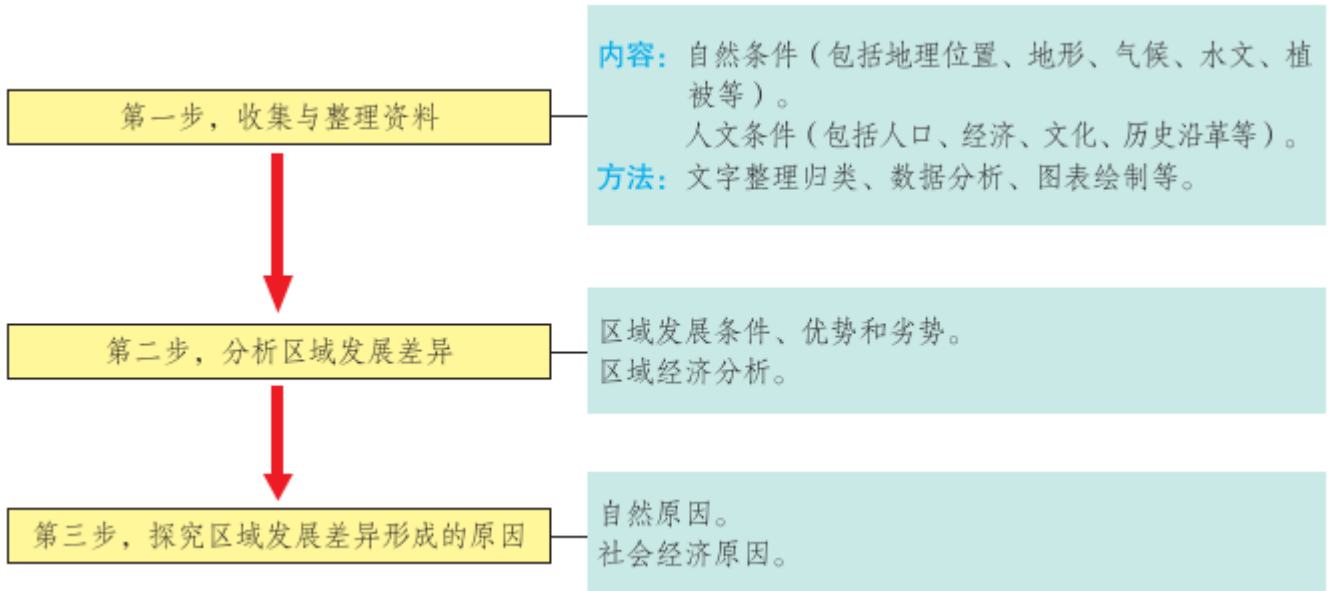 第一步，收集与整理资料
内容：自然条件（包括地理位置、地形、气候、水文、植
被等）。
人文条件（包括人口、经济、文化、历史沿革等）。
方法：文字整理归类、数据分析、图表绘制等。
第二步，分析区域发展差异
区域发展条件、优势和劣势。
区域经济分析。
第三步，探究区域发展差异形成的原因
自然原因。
社会经济原因。